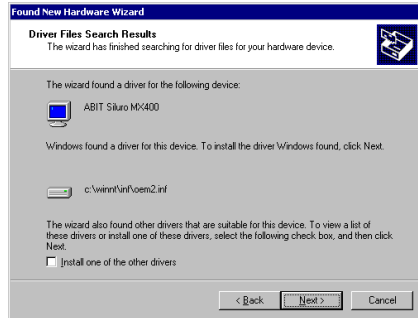 Found New Hardware Wizard
Driver Files Search Results
The wizard has finished searching for driver files for your hardware device.
The wizard found a driver for the following device:
ABIT Siluro MX400
Windows found a driver for this device. To install the driver Windows found, click Next.
c:\winnt\inf\oem2.inf
The wizard also found other drivers that are suitable for this device. To view a list of
these drivers or install one of these drivers, select the following check box, and then click
Next.
Install one of the other drivers
< Back
Next >
Cancel